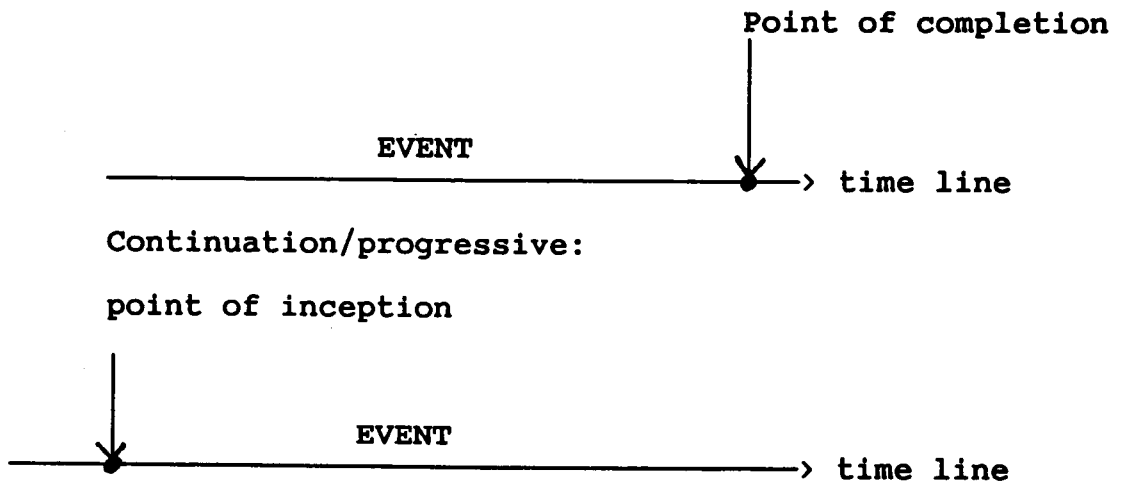 Point of completion
EVENT
time line
Continuation/progressive:
point of inception
EVENT
time line